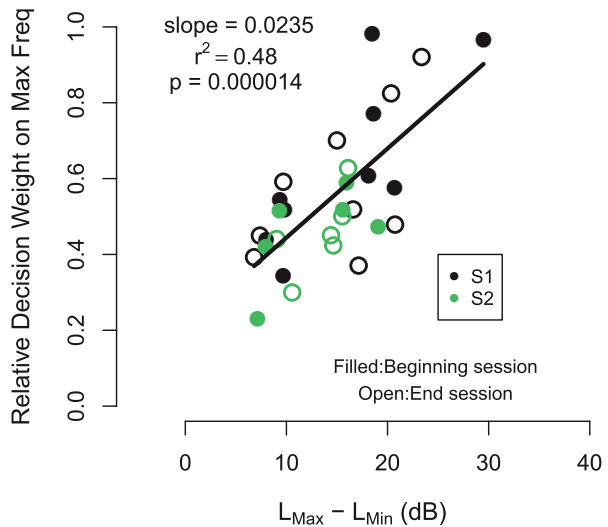 slope = 0.0235
r² = 0.48
p = 0.000014
Relative Decision Weight on Max Freq
1.0
0.8
0.6
0.4
0.2
0.0
S1
S2
Filled:Beginning session
Open:End session
0 10 20 30 40
L_Max − L_Min (dB)